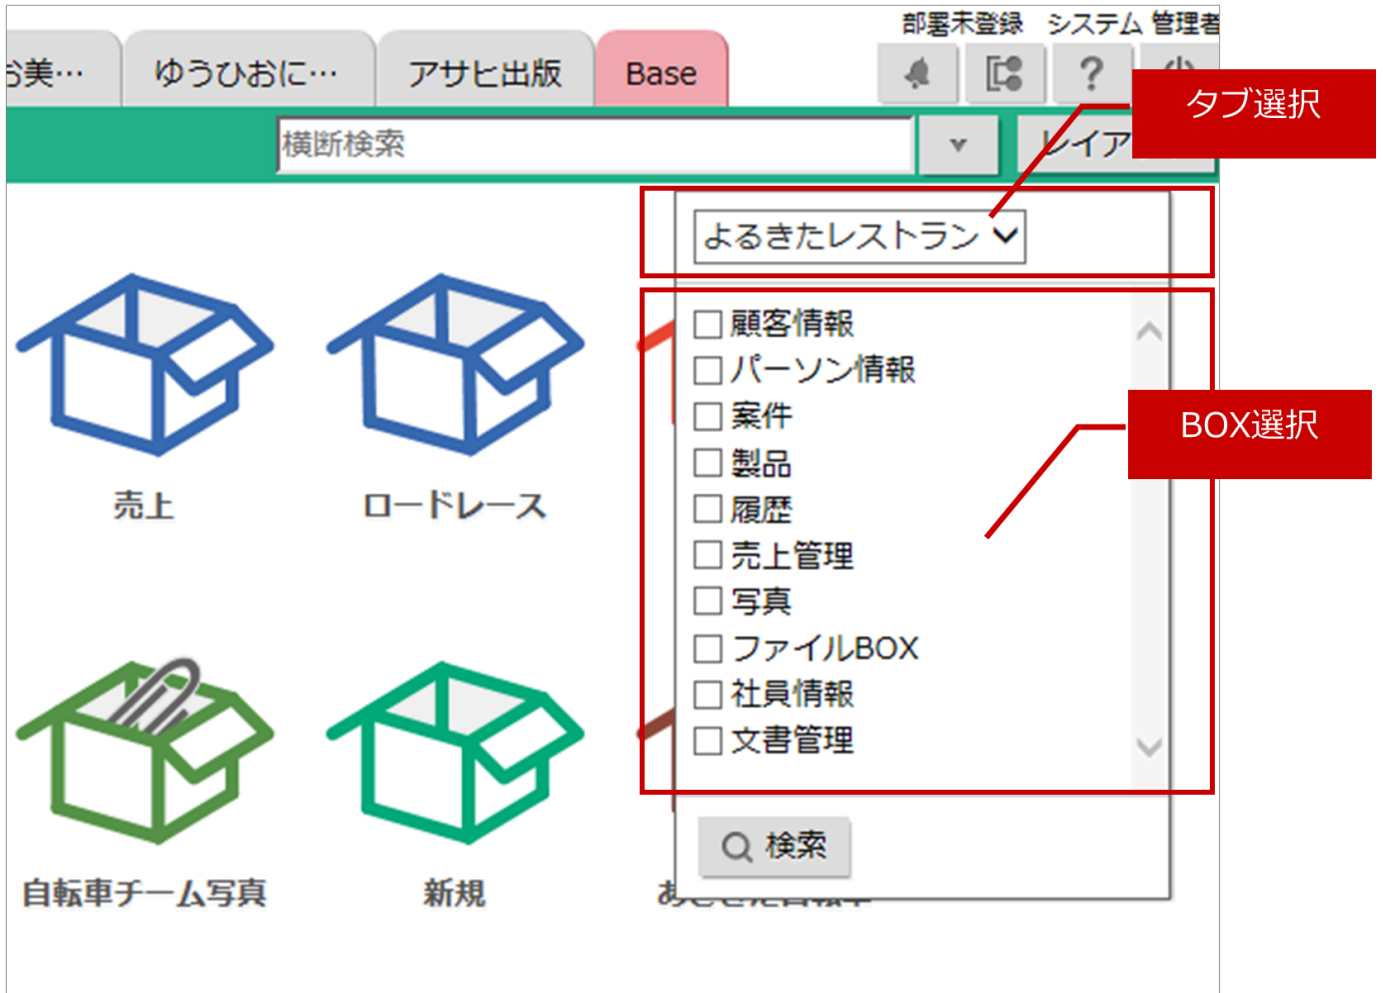 部署未登録 システム 管理者
お美… ゆうひおに… アサヒ出版 Base
タブ選択
横断検索
レイア
よるきたレストラン
顧客情報
パーソン情報
案件
BOX選択
製品
履歴
売上 ロードレース
売上管理
写真
ファイルBOX
社員情報
文書管理
検索
自転車チーム写真 新規